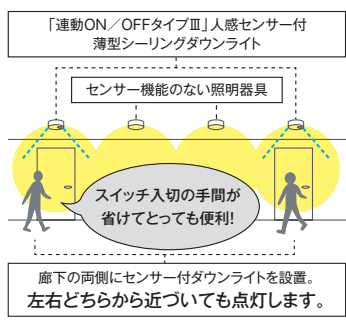 「連動ON／OFFタイプⅢ」人感センサー付
薄型シーリングダウンライト
センサー機能のない照明器具
スイッチ入切の手間が
省けてとっても便利!
廊下の両側にセンサー付ダウンライトを設置。
左右どちらから近づいても点灯します。